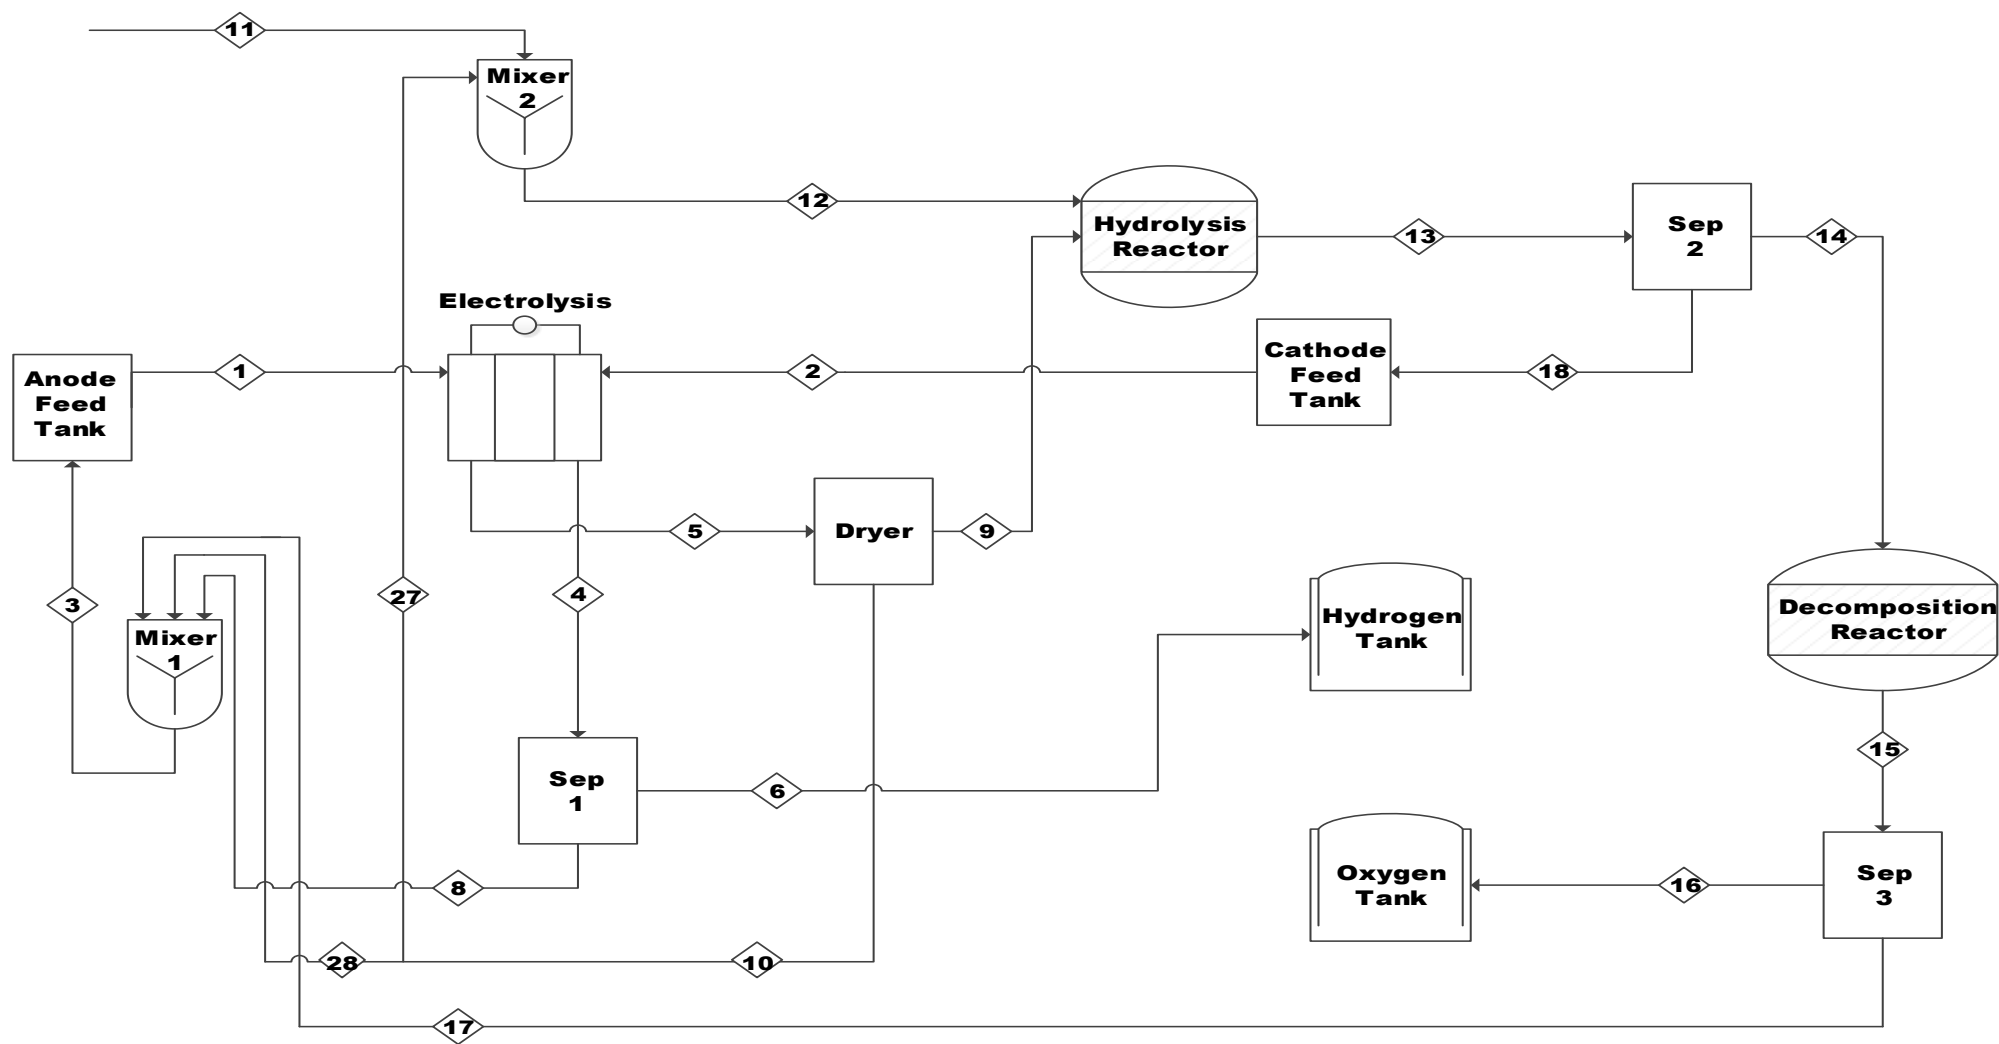 11
Mixer
2
12
Hydrolysis
Reactor
13
Sep
2
14
Electrolysis
Anode
Feed
Tank
1
2
Cathode
Feed
Tank
18
5
Dryer
9
3
27
4
Mixer
1
Hydrogen
Tank
Decomposition
Reactor
15
Sep
1
6
8
Oxygen
Tank
16
Sep
3
28
10
17